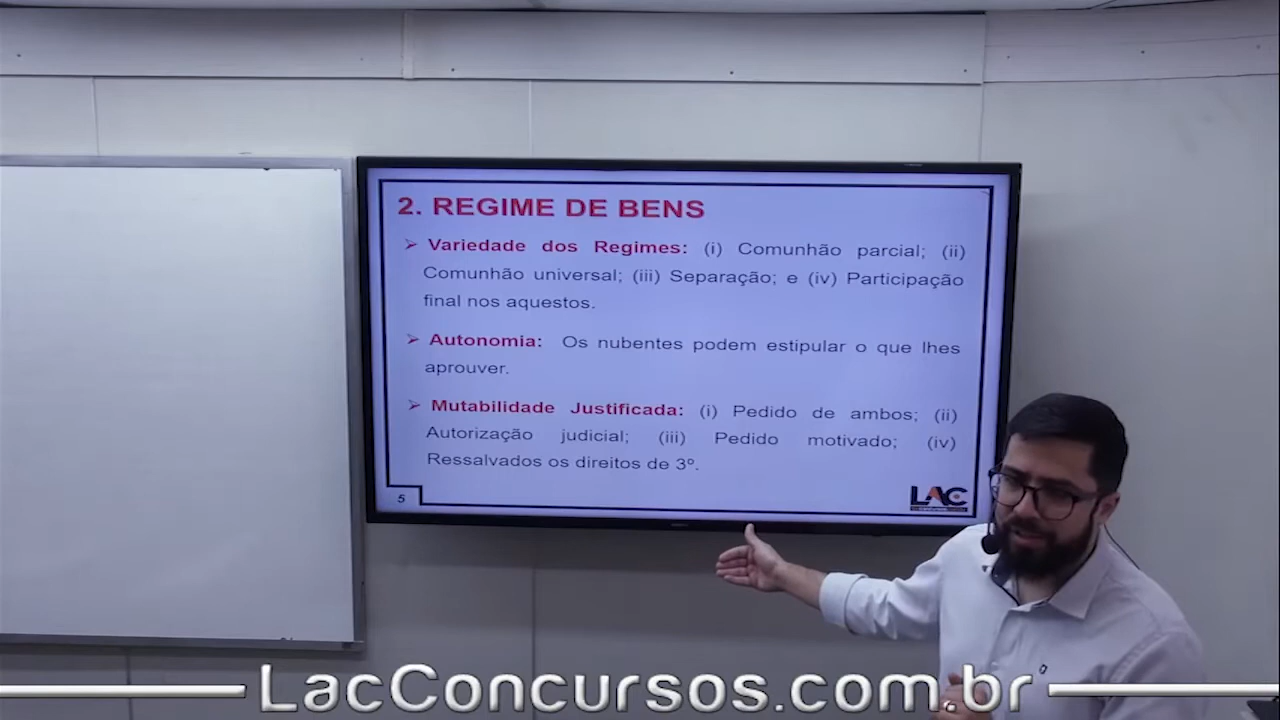 2. REGIME DE BENS
➢ Variedade dos Regimes: (i) Comunhão parcial; (ii)
Comunhão universal; (iii) Separação; e (iv) Participação
final nos aquestos.
➢ Autonomia: Os nubentes podem estipular o que lhes
aprouver.
➢ Mutabilidade Justificada: (i) Pedido de ambos; (ii)
Autorização judicial; (iii) Pedido motivado; (iv)
Ressalvados os direitos de 3º.
5
LAC
LacConcursos.com.br